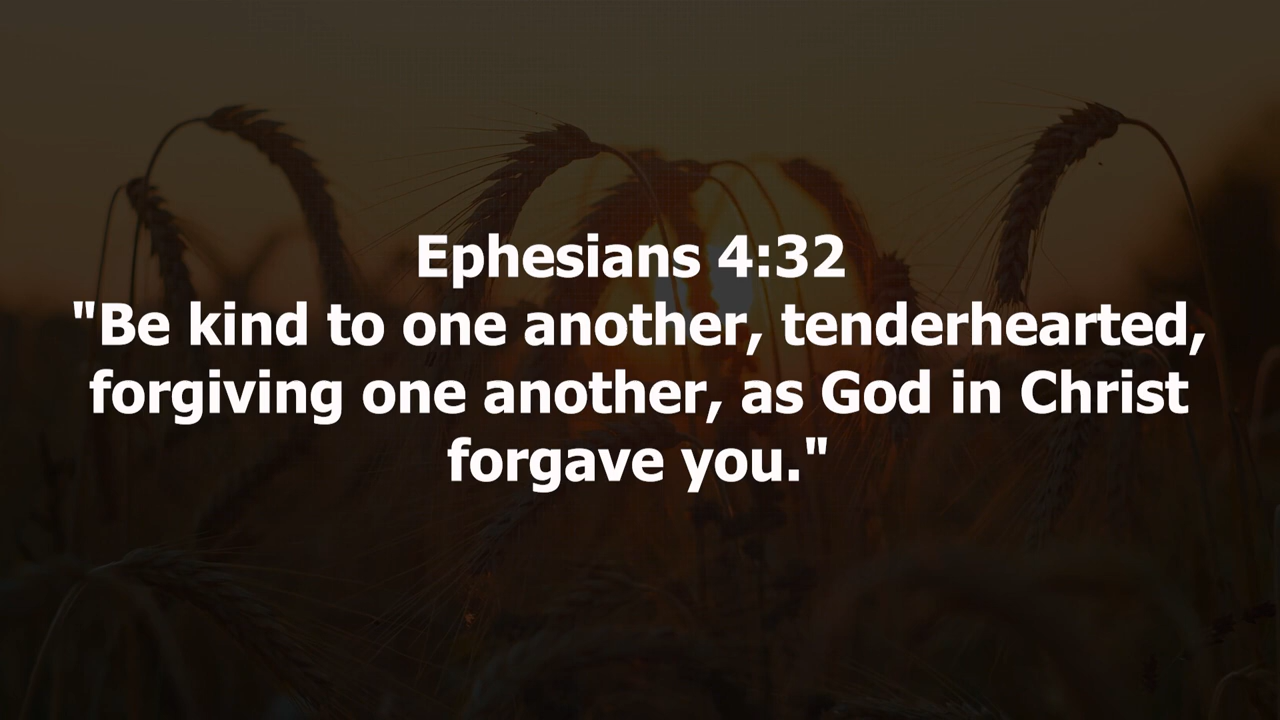 Ephesians 4:32
"Be kind to one another, tenderhearted,
forgiving one another, as God in Christ
forgave you."